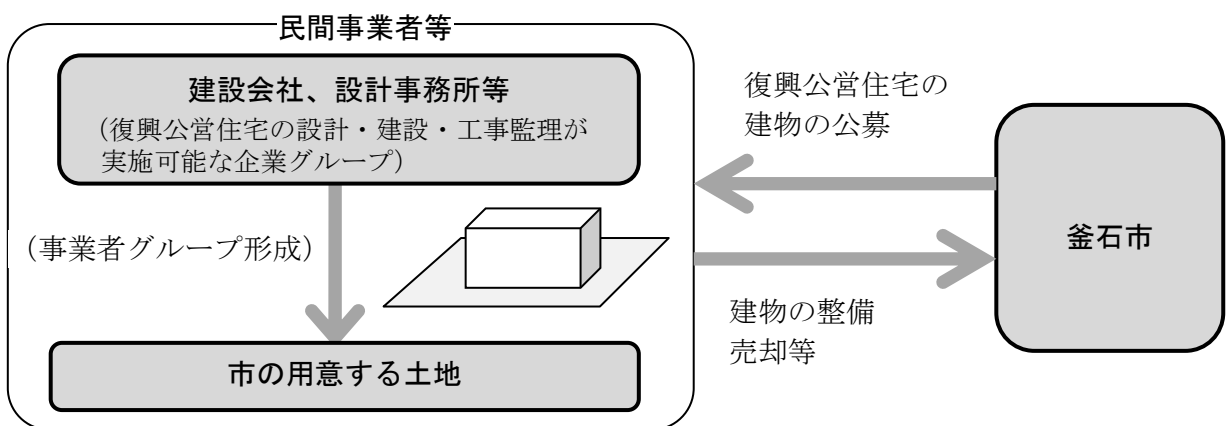 民間事業者等
建設会社、設計事務所等
(復興公営住宅の設計・建設・工事監理が
実施可能な企業グループ)
(事業者グループ形成)
市の用意する土地
復興公営住宅の
建物の公募
建物の整備
売却等
釜石市